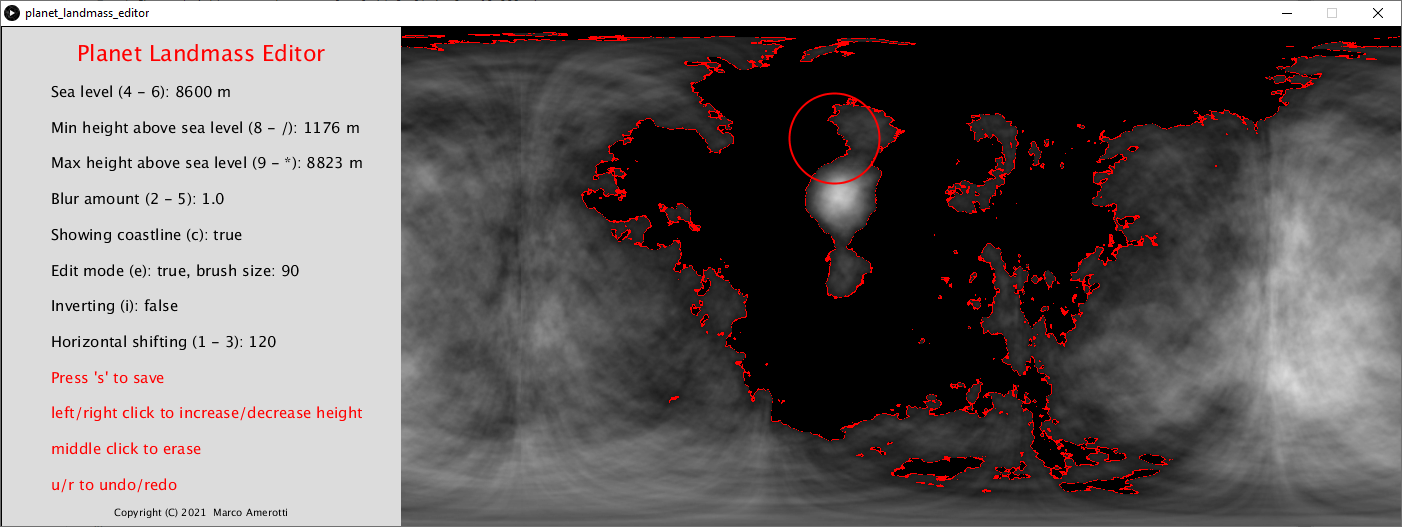 planet_landmass_editor
Planet Landmass Editor
Sea level (4 - 6): 8600 m
Min height above sea level (8 - /): 1176 m
Max height above sea level (9 - *): 8823 m
Blur amount (2 - 5): 1.0
Showing coastline (c): true
Edit mode (e): true, brush size: 90
Inverting (i): false
Horizontal shifting (1 - 3): 120
Press 's' to save
left/right click to increase/decrease height
middle click to erase
u/r to undo/redo
Copyright (C) 2021  Marco Amerotti